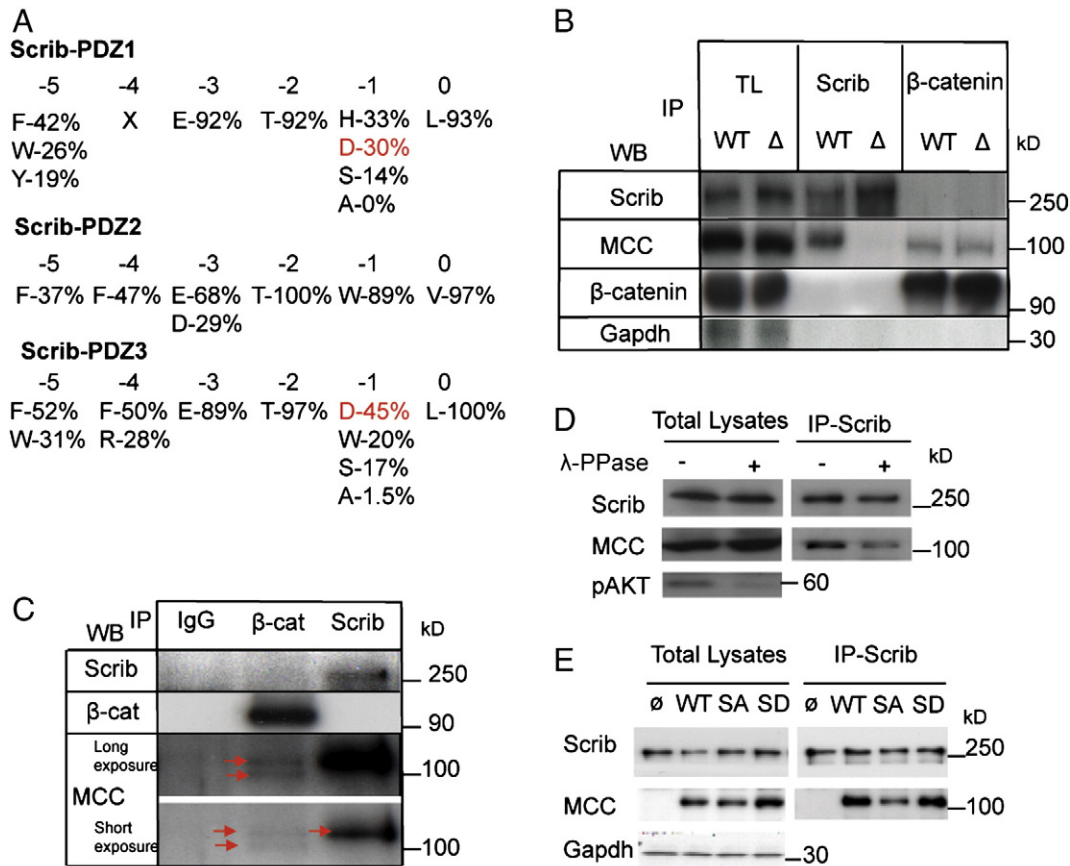 A
Scrib-PDZ1
-5 -4 -3 -2 -1 0
F-42% X E-92% T-92% H-33% L-93%
W-26% D-30%
Y-19% S-14%
A-0%
Scrib-PDZ2
-5 -4 -3 -2 -1 0
F-37% F-47% E-68% T-100% W-89% V-97%
D-29%
Scrib-PDZ3
-5 -4 -3 -2 -1 0
F-52% F-50% E-89% T-97% D-45% L-100%
W-31% R-28% W-20%
S-17%
A-1.5%
B
IP TL Scrib β-catenin
WB WT Δ WT Δ WT Δ kD
Scrib 250
MCC 100
β-catenin 90
Gapdh 30
C
WB IP IgG β-cat Scrib kD
Scrib 250
β-cat 90
MCC
Long exposure 100
Short exposure 100
D
Total Lysates IP-Scrib
λ-PPase - + - + kD
Scrib 250
MCC 100
pAKT 60
E
Total Lysates IP-Scrib
ø WT SA SD ø WT SA SD kD
Scrib 250
MCC 100
Gapdh 30